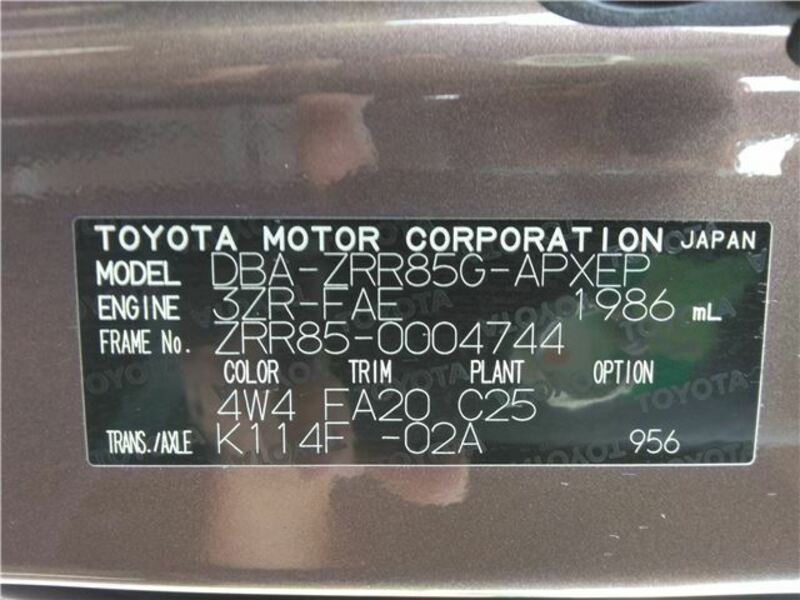 TOYOTA MOTOR CORPORATION JAPAN
MODEL DBA-ZRR85G-APXEP
ENGINE 3ZR-FAE 1986 mL
FRAME No. ZRR85-0004744
COLOR TRIM PLANT OPTION
4W4 FA20 C25
TRANS./AXLE K114F -02A 956